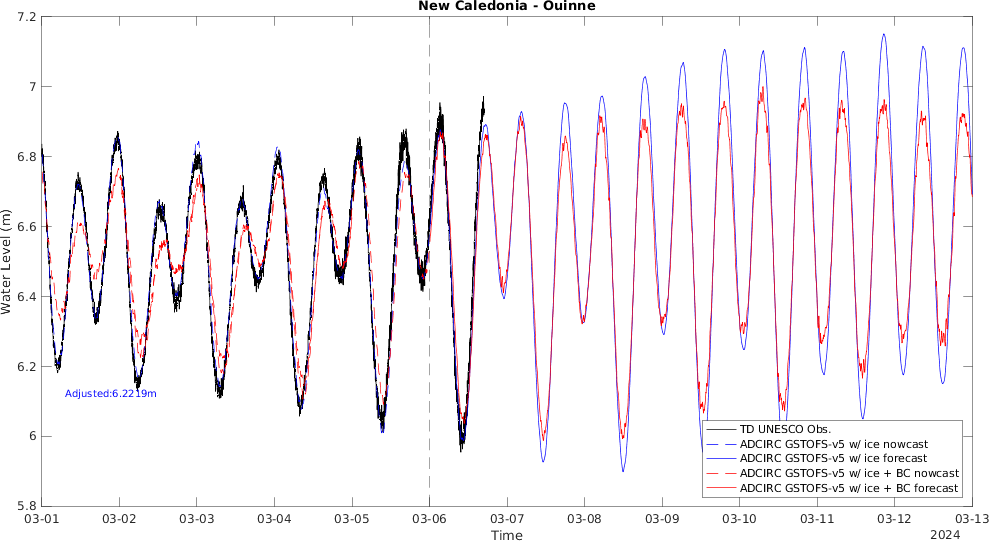 New Caledonia - Ouinne
7.2
7
6.8
6.6
6.4
6.2
6
5.8
Water Level (m)
Adjusted:6.2219m
TD UNESCO Obs.
ADCIRC GSTOFS-v5 w/ ice nowcast
ADCIRC GSTOFS-v5 w/ ice forecast
ADCIRC GSTOFS-v5 w/ ice + BC nowcast
ADCIRC GSTOFS-v5 w/ ice + BC forecast
03-01 03-02 03-03 03-04 03-05 03-06 03-07 03-08 03-09 03-10 03-11 03-12 03-13
Time
2024